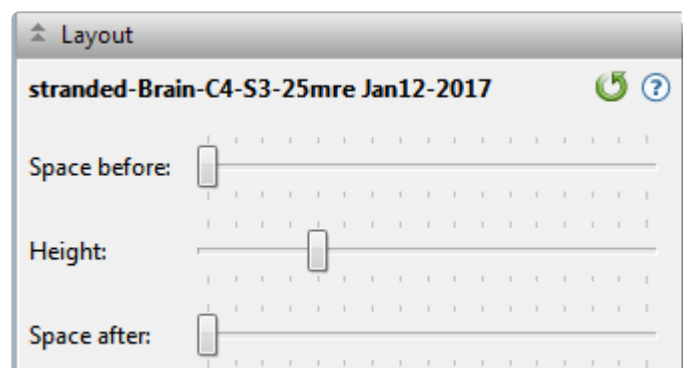 Layout
stranded-Brain-C4-S3-25mre Jan12-2017
?
Space before:
Height:
Space after: